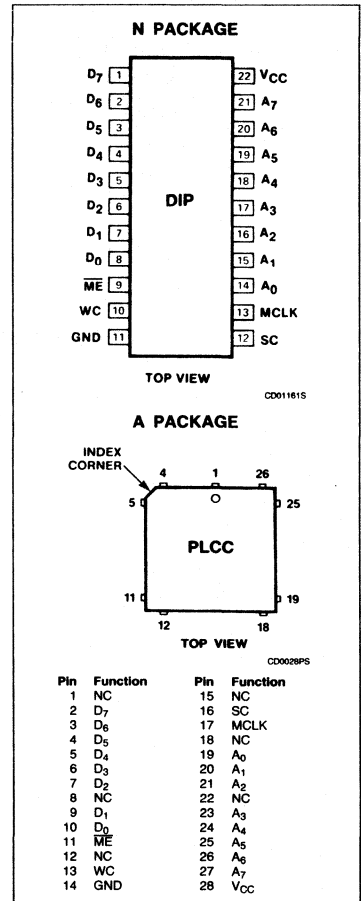 N PACKAGE
D7 1 22 VCC
D6 2 21 A7
D5 3 20 A6
D4 4 19 A5
D3 5 18 A4
D2 6 DIP 17 A3
D1 7 16 A2
D0 8 15 A1
M̅E̅ 9 14 A0
WC 10 13 MCLK
GND 11 12 SC
TOP VIEW
CD01161S
A PACKAGE
INDEX
CORNER
4 1 26
5 25
PLCC
11 19
12 18
TOP VIEW
CD0028PS
Pin Function Pin Function
1 NC 15 NC
2 D7 16 SC
3 D6 17 MCLK
4 D5 18 NC
5 D4 19 A0
6 D3 20 A1
7 D2 21 A2
8 NC 22 NC
9 D1 23 A3
10 D0 24 A4
11 M̅E̅ 25 A5
12 NC 26 A6
13 WC 27 A7
14 GND 28 VCC